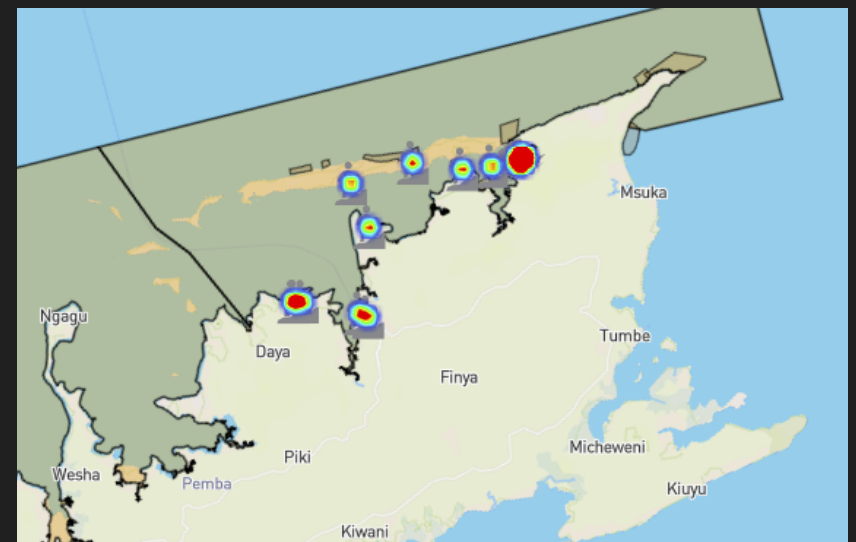 Msuka
Ngagu
Tumbe
Daya
Finya
Micheweni
Piki
Wesha
Pemba
Kiuyu
Kiwani